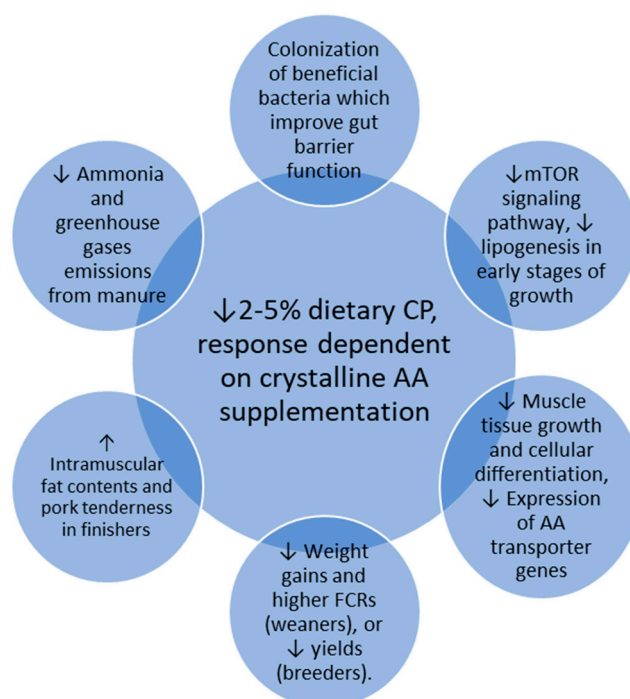 Colonization
of beneficial
bacteria which
improve gut
barrier
function
↓ Ammonia
and
greenhouse
gases
emissions
from manure
↓mTOR
signaling
pathway, ↓
lipogenesis in
early stages of
growth
↓2-5% dietary CP,
response dependent
on crystalline AA
supplementation
↑
Intramuscular
fat contents and
pork tenderness
in finishers
↓ Muscle
tissue growth
and cellular
differentiation,
↓ Expression
of AA
transporter
genes
↓ Weight
gains and
higher FCRs
(weaners), or
↓ yields
(breeders).